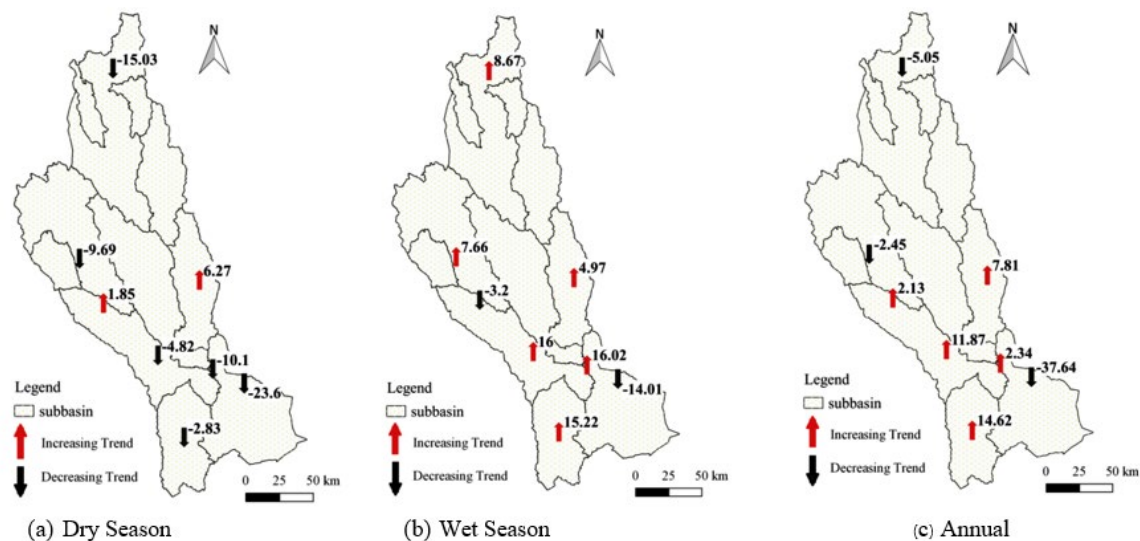 N
-15.03
-9.69
6.27
1.85
-4.82
-10.1
-23.6
-2.83
Legend
subbasin
Increasing Trend
Decreasing Trend
0 25 50 km
(a) Dry Season
N
8.67
7.66
4.97
-3.2
16
16.02
-14.01
15.22
Legend
subbasin
Increasing Trend
Decreasing Trend
0 25 50 km
(b) Wet Season
N
-5.05
-2.45
7.81
2.13
11.87
2.34
-37.64
14.62
Legend
subbasin
Increasing Trend
Decreasing Trend
0 25 50 km
(c) Annual